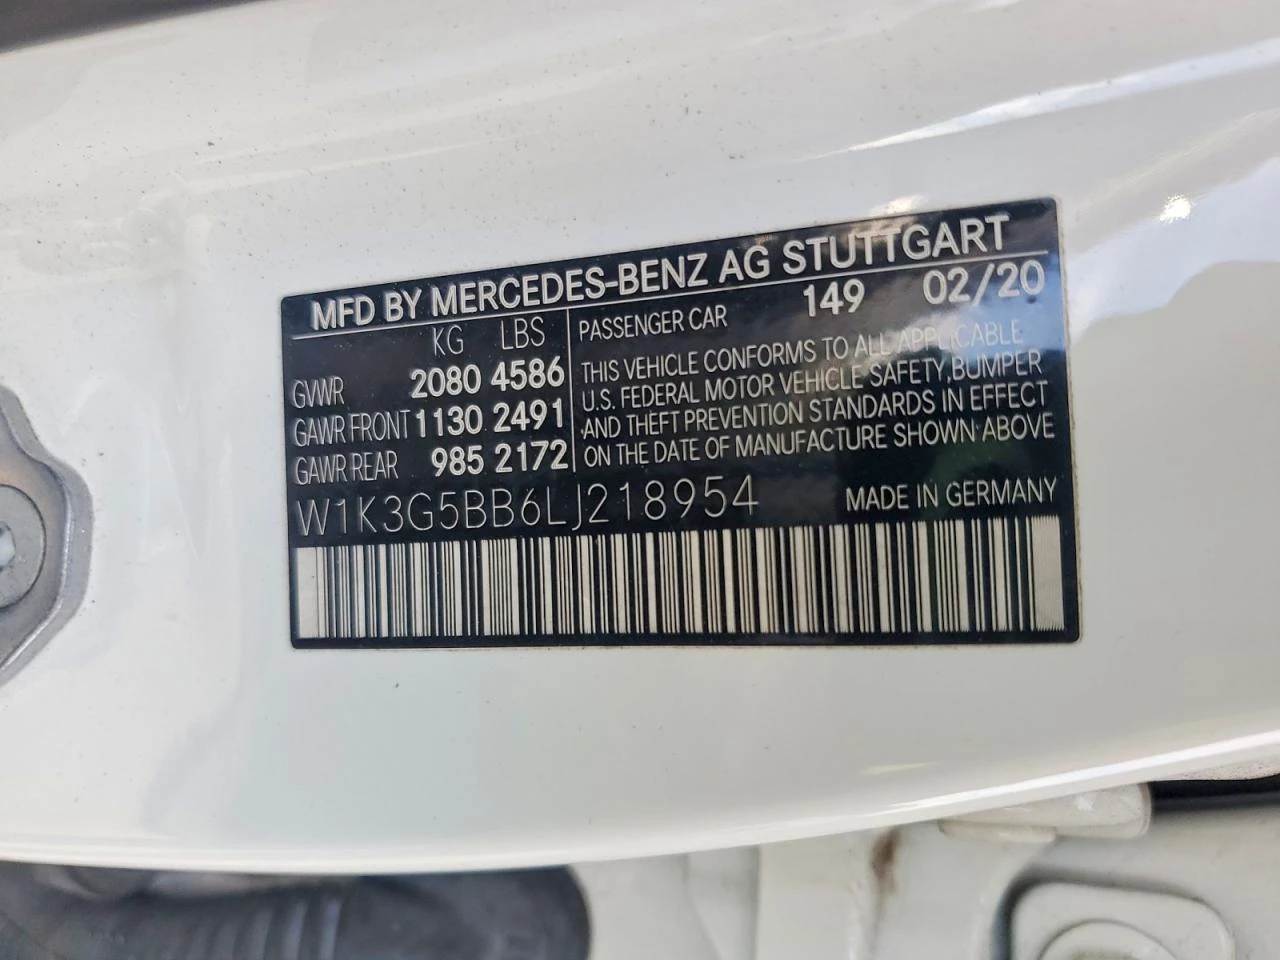 MFD BY MERCEDES-BENZ AG STUTTGART
KG LBS
GVWR 2080 4586
GAWR FRONT 1130 2491
GAWR REAR 985 2172
PASSENGER CAR 149 02/20
THIS VEHICLE CONFORMS TO ALL APPLICABLE
U.S. FEDERAL MOTOR VEHICLE SAFETY, BUMPER
AND THEFT PREVENTION STANDARDS IN EFFECT
ON THE DATE OF MANUFACTURE SHOWN ABOVE
W1K3G5BB6LJ218954 MADE IN GERMANY